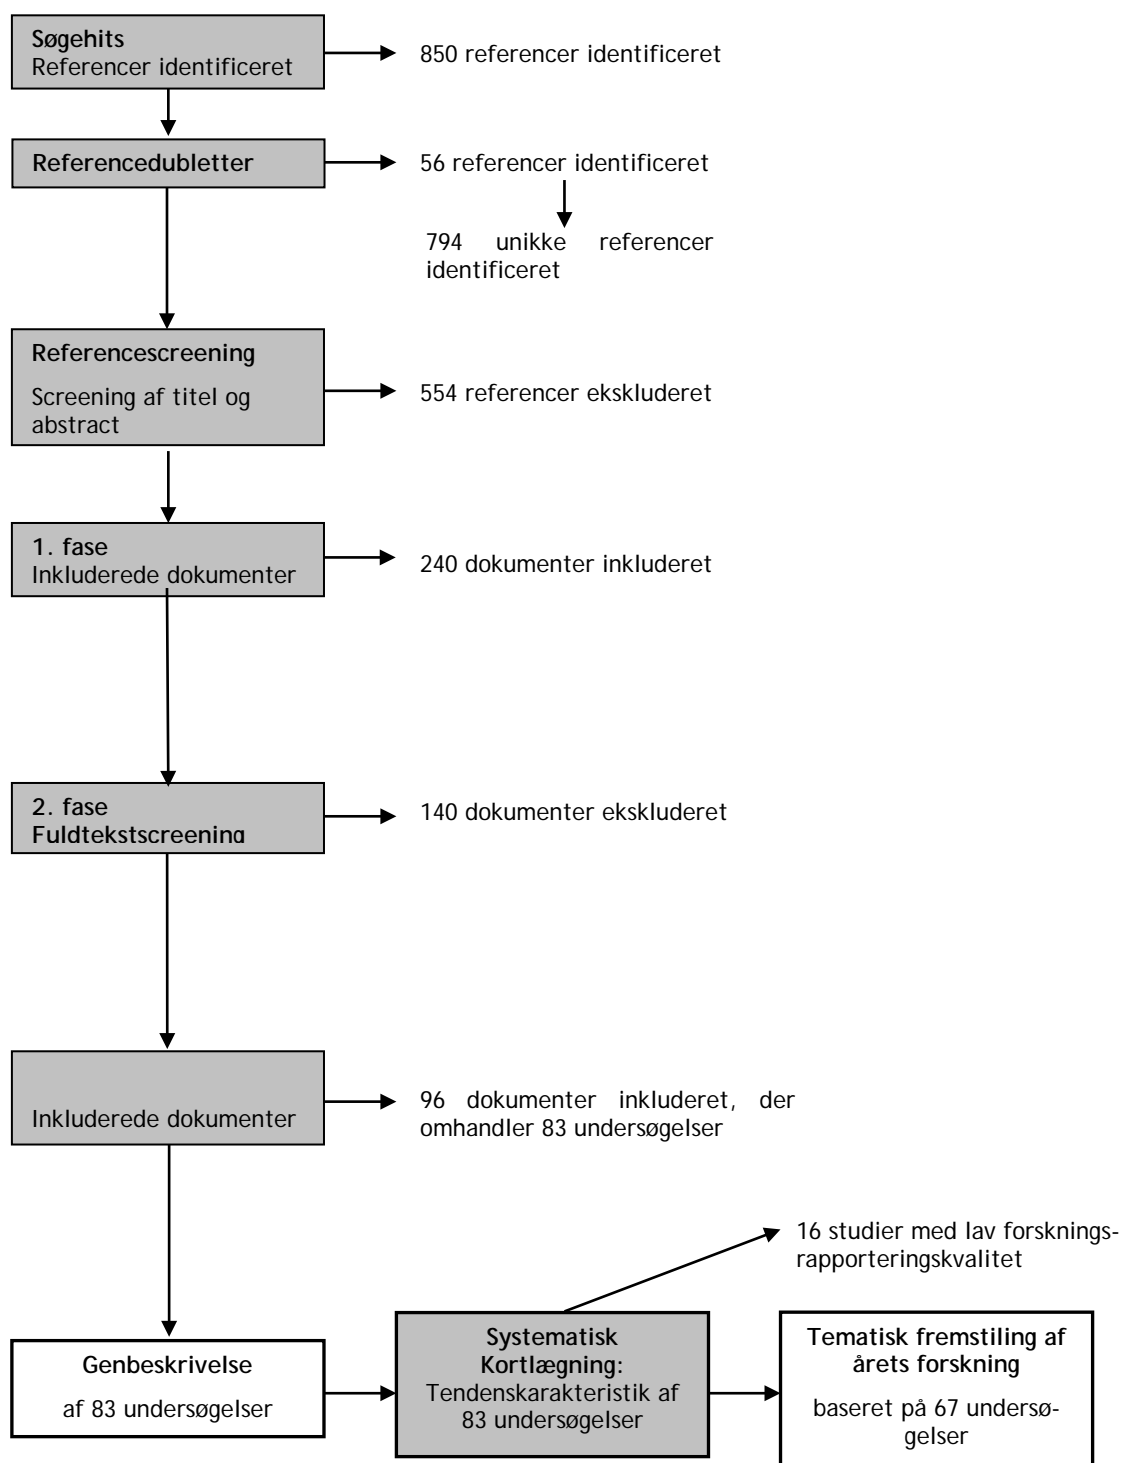 Søgehits
Referencer identificeret
850 referencer identificeret
Referencedubletter
56 referencer identificeret
794 unikke referencer
identificeret
Referencescreening
Screening af titel og
abstract
554 referencer ekskluderet
1. fase
Inkluderede dokumenter
240 dokumenter inkluderet
2. fase
Fuldtekstscreening
140 dokumenter ekskluderet
Inkluderede dokumenter
96 dokumenter inkluderet, der
omhandler 83 undersøgelser
16 studier med lav forsknings-
rapporteringskvalitet
Genbeskrivelse
af 83 undersøgelser
Systematisk
Kortlægning:
Tendenskarakteristik af
83 undersøgelser
Tematisk fremstiling af
årets forskning
baseret på 67 undersø-
gelser